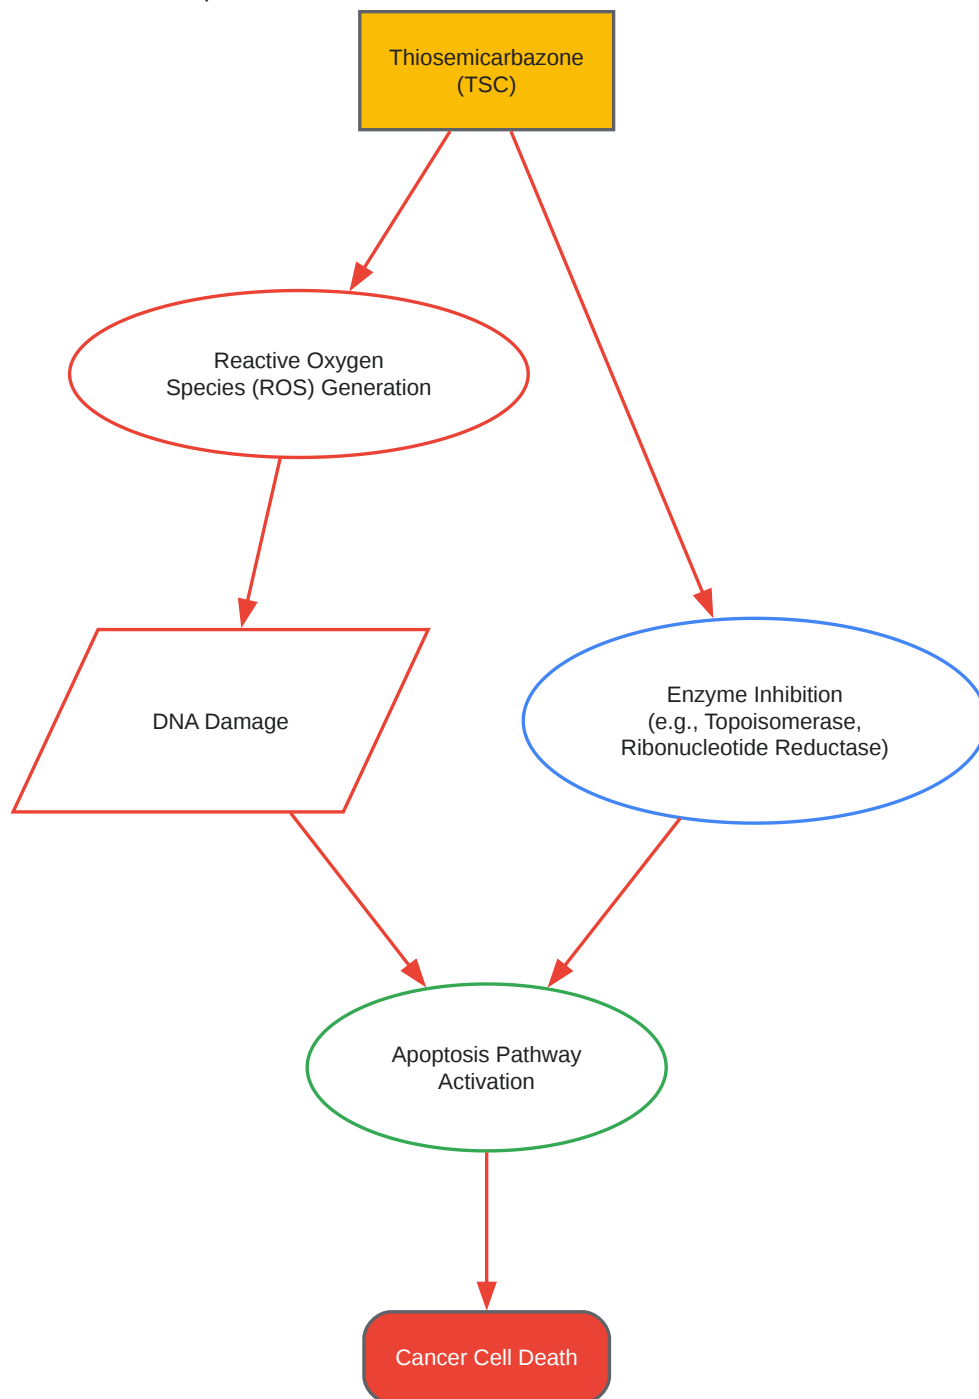 Thiosemicarbazone
(TSC)
Reactive Oxygen
Species (ROS) Generation
DNA Damage
Enzyme Inhibition
(e.g., Topoisomerase,
Ribonucleotide Reductase)
Apoptosis Pathway
Activation
Cancer Cell Death